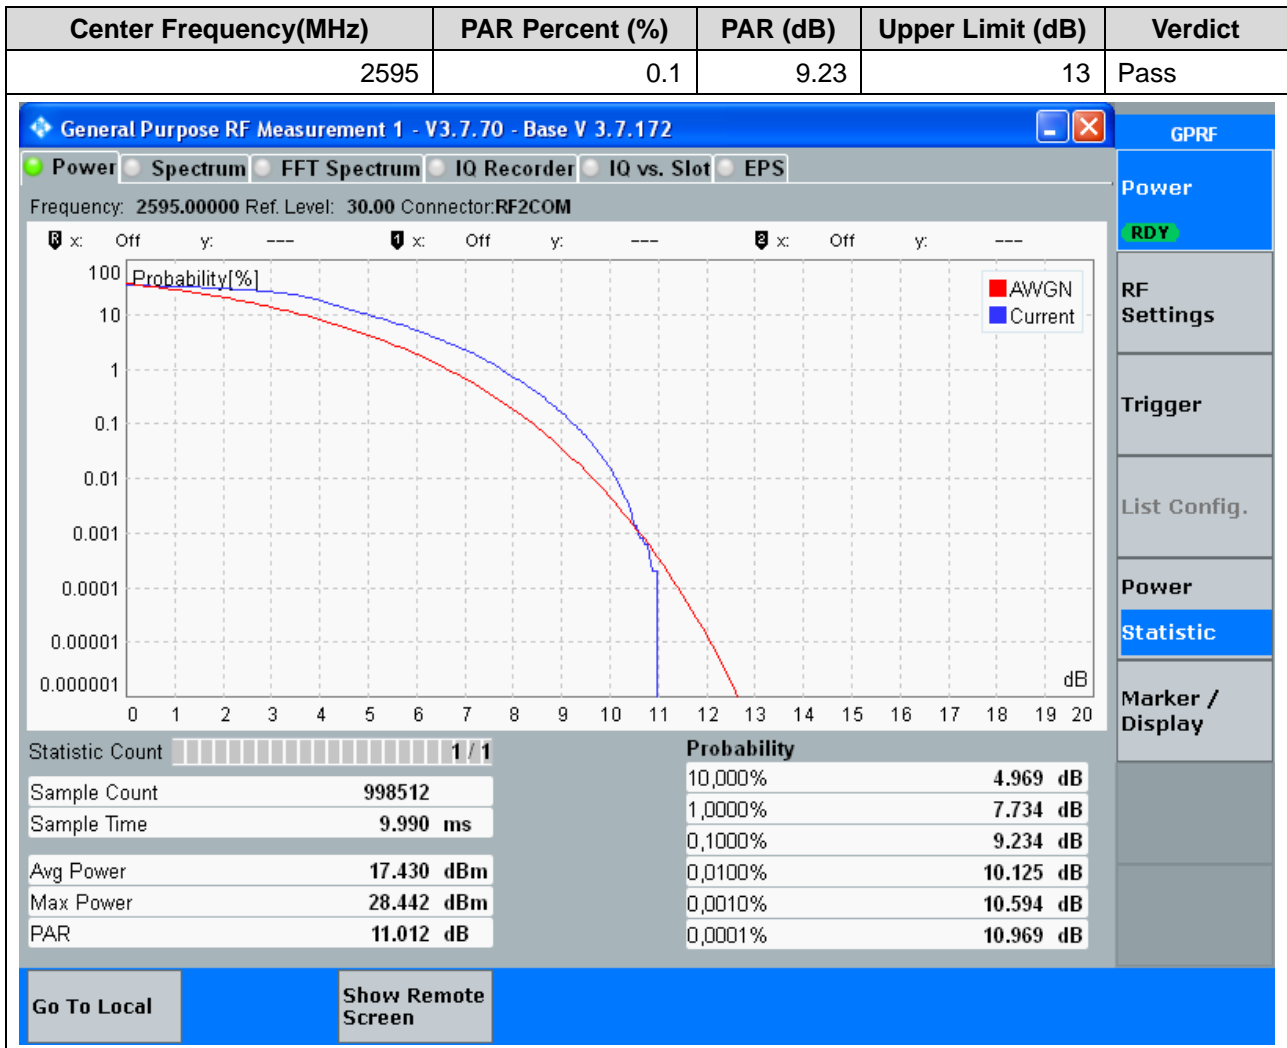 Center Frequency(MHz) PAR Percent (%) PAR (dB) Upper Limit (dB) Verdict
2595 0.1 9.23 13 Pass
General Purpose RF Measurement 1 - V3.7.70 - Base V 3.7.172
GPRF
Power Spectrum FFT Spectrum IQ Recorder IQ vs. Slot EPS
Power
RDY
Frequency: 2595.00000 Ref. Level: 30.00 Connector:RF2COM
R x: Off y: --- 1 x: Off y: --- 2 x: Off y: ---
Probability[%]
AWGN
Current
100
10
1
0.1
0.01
0.001
0.0001
0.00001
0.000001
dB
0 1 2 3 4 5 6 7 8 9 10 11 12 13 14 15 16 17 18 19 20
RF
Settings
Trigger
List Config.
Power
Statistic
Marker /
Display
Statistic Count 1 / 1
Sample Count 998512
Sample Time 9.990 ms
Avg Power 17.430 dBm
Max Power 28.442 dBm
PAR 11.012 dB
Probability
10,000% 4.969 dB
1,0000% 7.734 dB
0,1000% 9.234 dB
0,0100% 10.125 dB
0,0010% 10.594 dB
0,0001% 10.969 dB
Go To Local
Show Remote
Screen